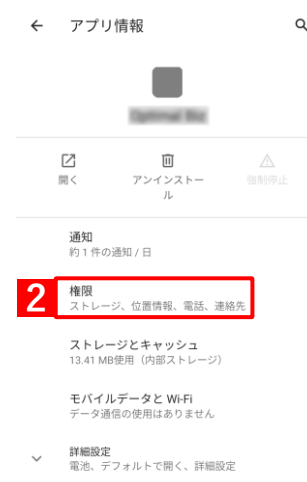 アプリ情報
開く
アンインストー
ル
強制停止
通知
約 1 件の通知 / 日
2
権限
ストレージ、位置情報、電話、連絡先
ストレージとキャッシュ
13.41 MB使用（内部ストレージ）
モバイルデータと Wi-Fi
データ通信の使用はありません
詳細設定
電池、デフォルトで開く、詳細設定